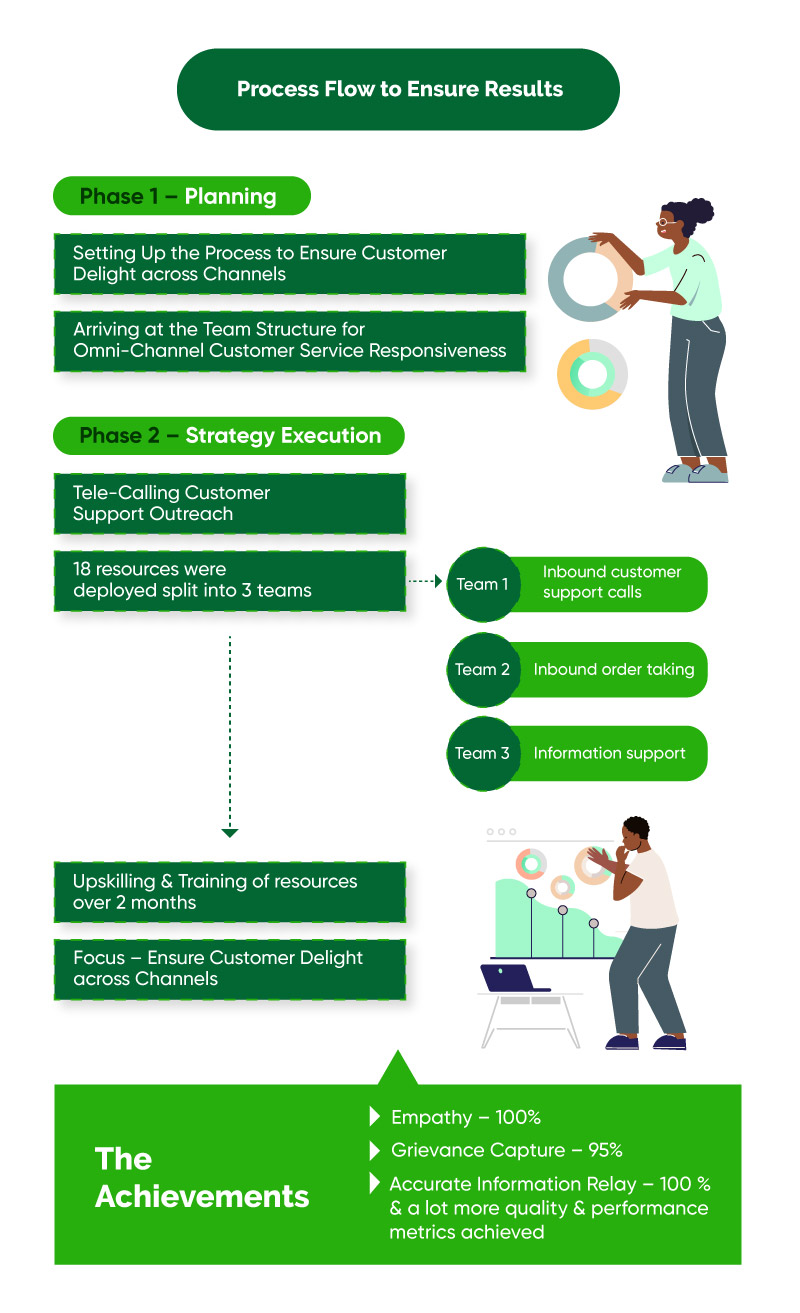 Process Flow to Ensure Results
Phase 1 – Planning
Setting Up the Process to Ensure Customer
Delight across Channels
Arriving at the Team Structure for
Omni-Channel Customer Service Responsiveness
Phase 2 – Strategy Execution
Tele-Calling Customer
Support Outreach
18 resources were
deployed split into 3 teams
Team 1
Inbound customer
support calls
Team 2
Inbound order taking
Team 3
Information support
Upskilling & Training of resources
over 2 months
Focus – Ensure Customer Delight
across Channels
The
Achievements
Empathy – 100%
Grievance Capture – 95%
Accurate Information Relay – 100 %
& a lot more quality & performance
metrics achieved